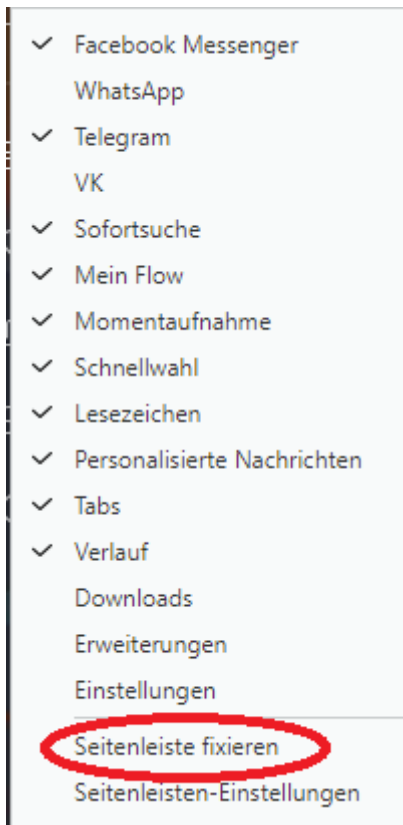 Facebook Messenger
WhatsApp
Telegram
VK
Sofortsuche
Mein Flow
Momentaufnahme
Schnellwahl
Lesezeichen
Personalisierte Nachrichten
Tabs
Verlauf
Downloads
Erweiterungen
Einstellungen
Seitenleiste fixieren
Seitenleisten-Einstellungen